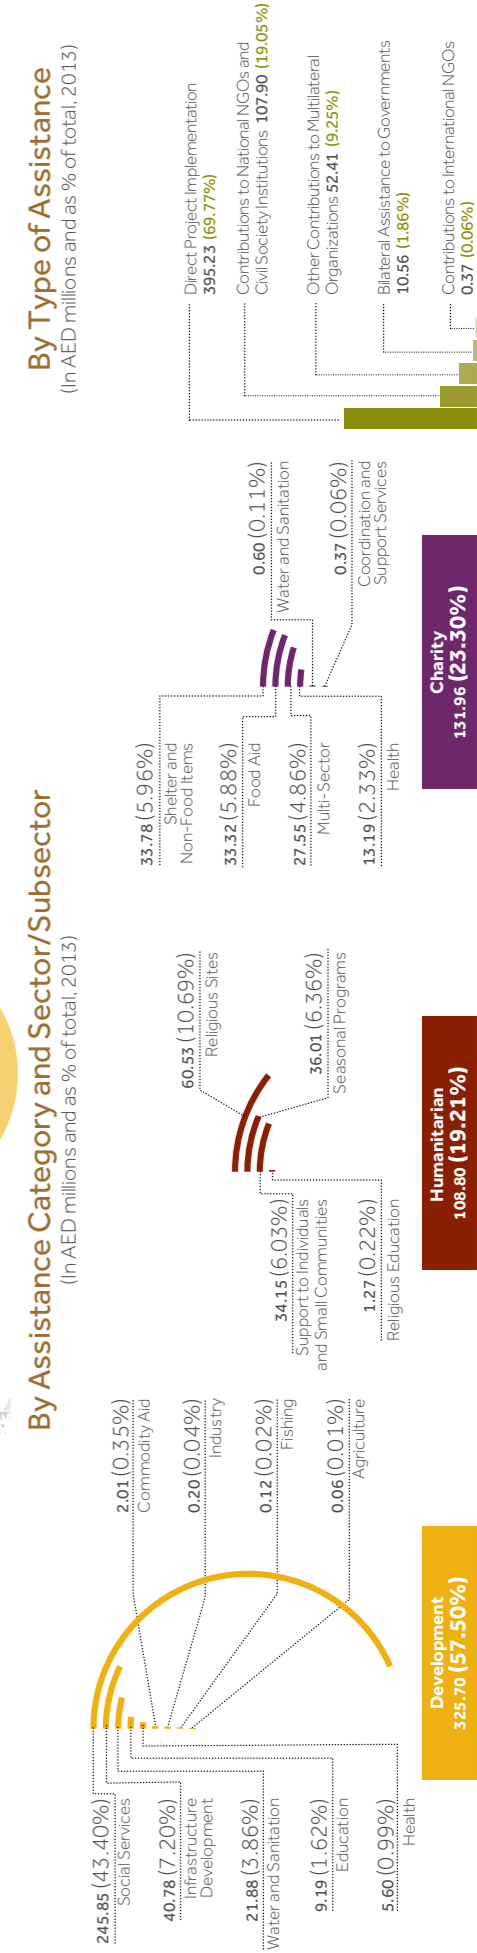 By Assistance Category and Sector/Subsector
(In AED millions and as % of total, 2013)
245.85 (43.40%)
Social Services
40.78 (7.20%)
Infrastructure
Development
21.88 (3.86%)
Water and Sanitation
9.19 (1.62%)
Education
5.60 (0.99%)
Health
2.01 (0.35%)
Commodity Aid
0.20 (0.04%)
Industry
0.12 (0.02%)
Fishing
0.06 (0.01%)
Agriculture
Development
325.70 (57.50%)
60.53 (10.69%)
Religious Sites
36.01 (6.36%)
Seasonal Programs
34.15 (6.03%)
Support to Individuals
and Small Communities
1.27 (0.22%)
Religious Education
Humanitarian
108.80 (19.21%)
33.78 (5.96%)
Shelter and
Non-Food Items
33.32 (5.88%)
Food Aid
27.55 (4.86%)
Multi-Sector
13.19 (2.33%)
Health
0.60 (0.11%)
Water and Sanitation
0.37 (0.06%)
Coordination and
Support Services
Charity
131.96 (23.30%)
By Type of Assistance
(In AED millions and as % of total, 2013)
Direct Project Implementation
395.23 (69.77%)
Contributions to National NGOs and
Civil Society Institutions 107.90 (19.05%)
Other Contributions to Multilateral
Organizations 52.41 (9.25%)
Bilateral Assistance to Governments
10.56 (1.86%)
Contributions to International NGOs
0.37 (0.06%)